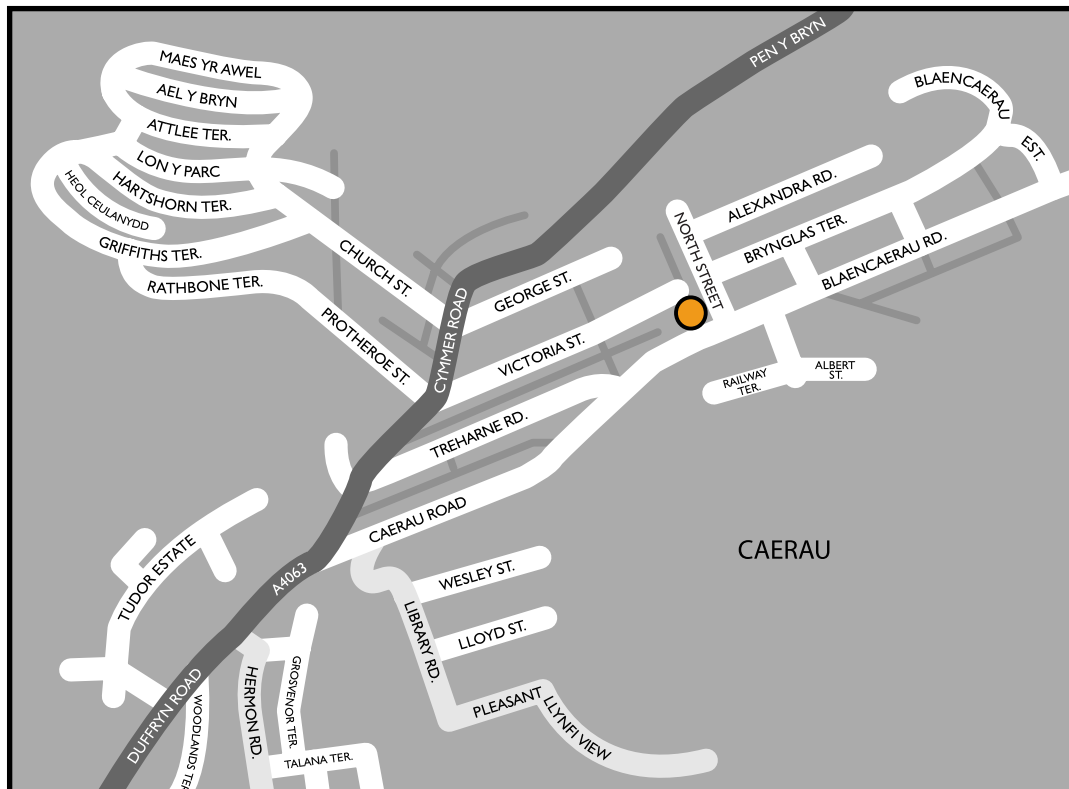 PEN Y BRYN
MAES YR AWEL
AEL Y BRYN
ATTLEE TER.
LON Y PARC
HARTSHORN TER.
HEOL CEULANYDD
GRIFFITHS TER.
RATHBONE TER.
PROTHEROE ST.
CHURCH ST.
CYMMER ROAD
GEORGE ST.
VICTORIA ST.
TREHARNE RD.
CAERAU ROAD
NORTH STREET
ALEXANDRA RD.
BRYNGLAS TER.
BLAENCAERAU RD.
BLAENCAERAU
EST.
RAILWAY
TER.
ALBERT
ST.
CAERAU
TUDOR ESTATE
A4063
DUFFRYN ROAD
WOODLANDS TER
HERMON RD.
GROSVENOR TER.
TALANA TER.
LIBRARY RD.
WESLEY ST.
LLOYD ST.
PLEASANT
LLYNFI VIEW